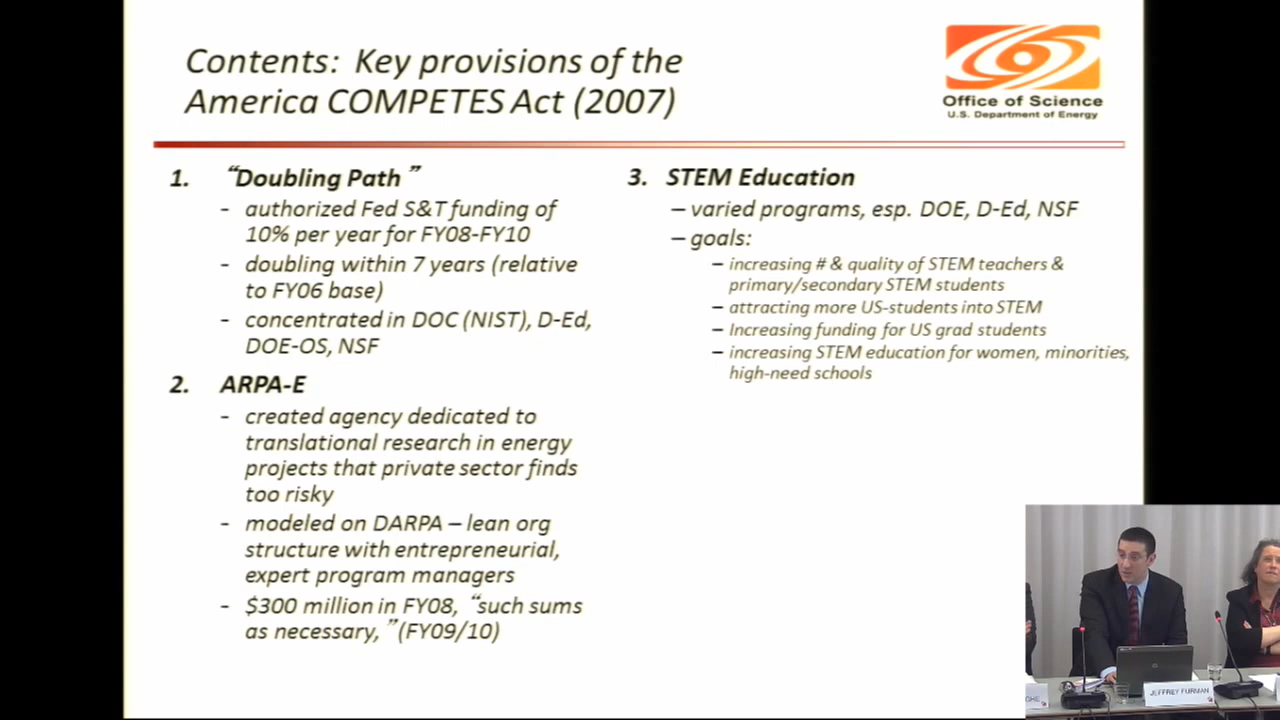 Contents: Key provisions of the
America COMPETES Act (2007)
Office of Science
U.S. Department of Energy
1. “Doubling Path”
- authorized Fed S&T funding of
10% per year for FY08-FY10
- doubling within 7 years (relative
to FY06 base)
- concentrated in DOC (NIST), D-Ed,
DOE-OS, NSF
2. ARPA-E
- created agency dedicated to
translational research in energy
projects that private sector finds
too risky
- modeled on DARPA – lean org
structure with entrepreneurial,
expert program managers
- $300 million in FY08, “such sums
as necessary, ”(FY09/10)
3. STEM Education
– varied programs, esp. DOE, D-Ed, NSF
– goals:
– increasing # & quality of STEM teachers &
primary/secondary STEM students
– attracting more US-students into STEM
– Increasing funding for US grad students
– increasing STEM education for women, minorities,
high-need schools
JEFFREY FURMAN